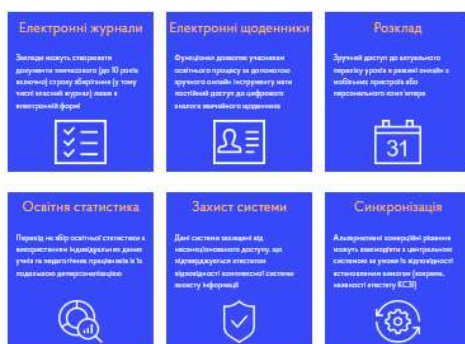 Електронні журнали
Заклади можуть створювати
документи тимчасового (до 10 років
включно) строку зберігання (у тому
числі класний журнал) лише в
електронній формі
Електронні щоденники
Функціонал дозволяє учасникам
освітнього процесу за допомогою
зручного онлайн інструменту мати
постійний доступ до цифрового
аналога звичайного щоденника
Розклад
Зручний доступ до актуального
переліку уроків в режимі онлайн з
мобільних пристроїв або
персонального комп'ютера
31
Освітня статистика
Перехід на збір освітньої статистики з
використанням індивідуальних даних
учнів та педагогічних працівників із їх
подальшою деперсоналізацією
Захист системи
Дані системи захищені від
несанкціонованого доступу, що
підтверджується атестатом
відповідності комплексної системи
захисту інформації
Синхронізація
Альтернативні комерційні рішення
можуть взаємодіяти з центральною
системою за умови їх відповідності
встановленим вимогам (зокрема,
наявності атестату КСЗІ)